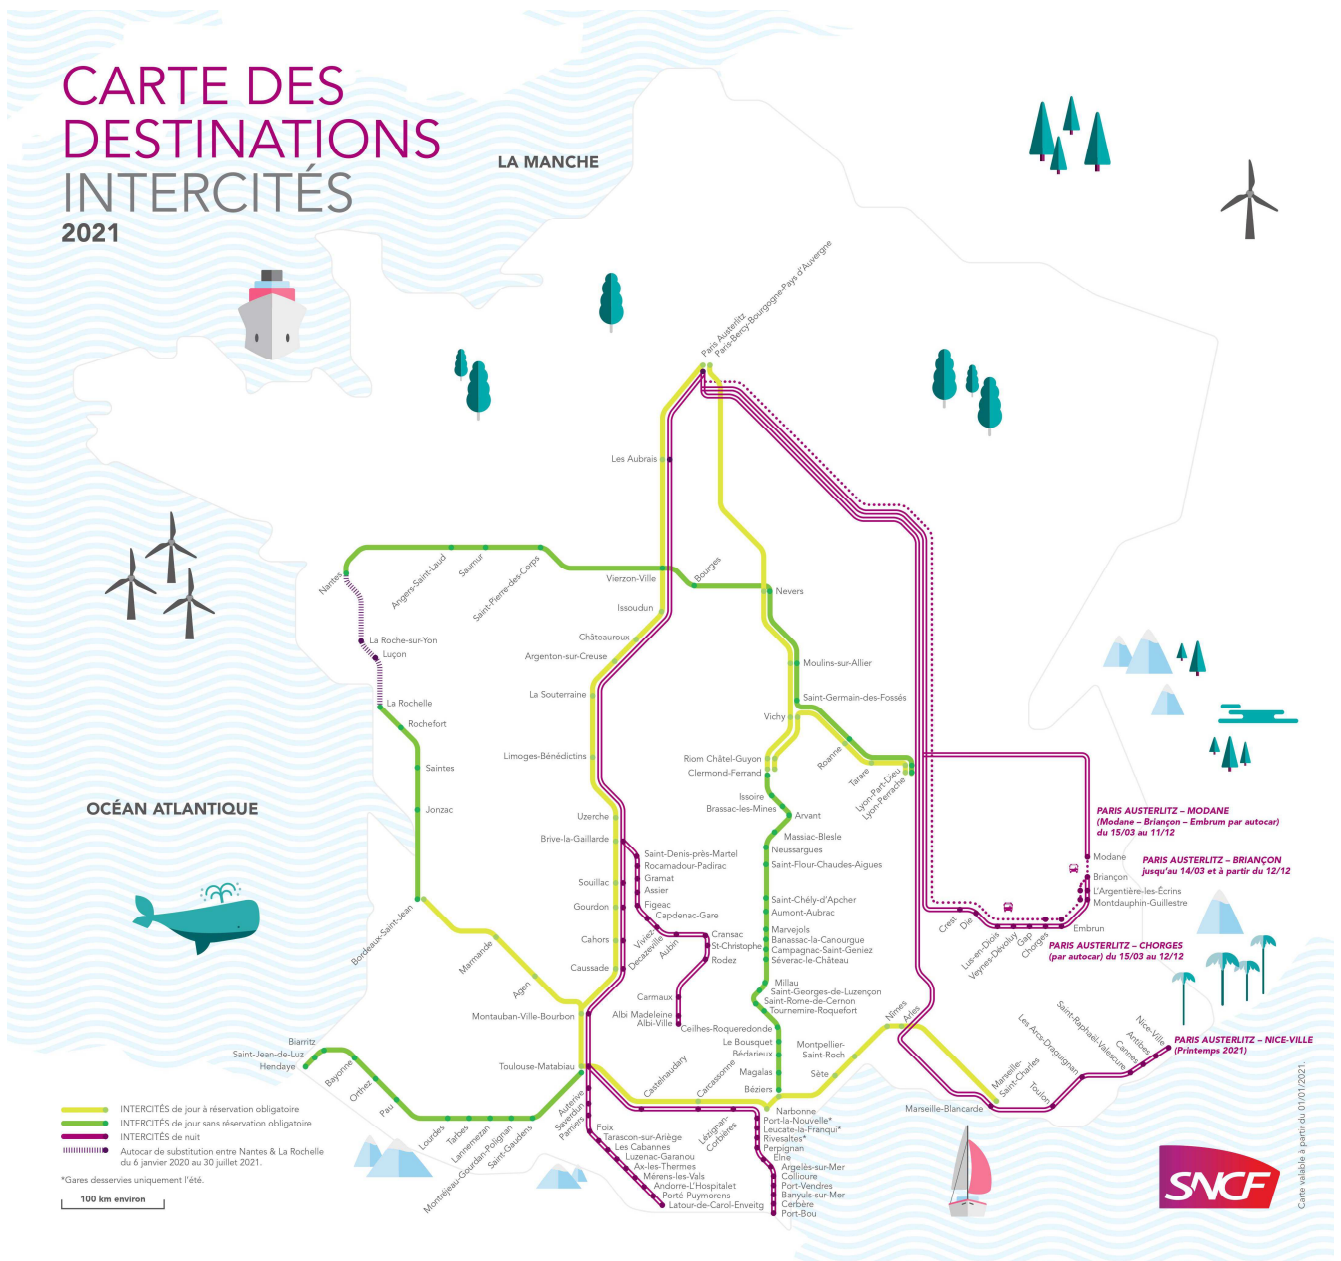 CARTE DES
DESTINATIONS
INTERCITÉS
2021
LA MANCHE
OCÉAN ATLANTIQUE
Paris Austerlitz
Paris-Bercy-Bourgogne-Pays d'Auvergne
Les Aubrais
Nantes
Angers-Saint-Laud
Saumur
Saint-Pierre-des-Corps
Vierzon-Ville
Bourges
Nevers
Issoudun
Châteauroux
Argenton-sur-Creuse
La Souterraine
Limoges-Bénédictins
Uzerche
Brive-la-Gaillarde
Souillac
Gourdon
Cahors
Caussade
Montauban-Ville-Bourbon
Toulouse-Matabiau
La Roche-sur-Yon
Luçon
La Rochelle
Rochefort
Saintes
Jonzac
Bordeaux-Saint-Jean
Marmande
Agen
Moulins-sur-Allier
Saint-Germain-des-Fossés
Vichy
Roanne
Tarare
Lyon-Part-Dieu
Lyon-Perrache
Riom Châtel-Guyon
Clermond-Ferrand
Issoire
Brassac-les-Mines
Arvant
Massiac-Blesle
Neussargues
Saint-Flour-Chaudes-Aigues
Saint-Chély-d'Apcher
Aumont-Aubrac
Marvejols
Banassac-la-Canourgue
Campagnac-Saint-Geniez
Séverac-le-Château
Millau
Saint-Georges-de-Luzençon
Saint-Rome-de-Cernon
Tournemire-Roquefort
Ceilhes-Roqueredonde
Le Bousquet
Bédarieux
Magalas
Béziers
Saint-Denis-près-Martel
Rocamadour-Padirac
Gramat
Assier
Figeac
Capdenac-Gare
Viviez-
Decazeville
Aubin
Cransac
St-Christophe
Rodez
Carmaux
Albi Madeleine
Albi-Ville
Biarritz
Saint-Jean-de-Luz
Hendaye
Bayonne
Orthez
Pau
Lourdes
Tarbes
Lannemezan
Montréjeau-Gourdan-Polignan
Saint-Gaudens
Auterive
Saverdun
Pamiers
Foix
Tarascon-sur-Ariège
Les Cabannes
Luzenac-Garanou
Ax-les-Thermes
Mérens-les-Vals
Andorre-L'Hospitalet
Porté Puymorens
Latour-de-Carol-Enveitg
Castelnaudary
Carcassonne
Lézignan-
Corbières
Narbonne
Port-la-Nouvelle*
Leucate-la-Franqui*
Rivesaltes*
Perpignan
Elne
Argelès-sur-Mer
Collioure
Port-Vendres
Banyuls-sur-Mer
Cerbère
Port-Bou
Sète
Montpellier-
Saint-Roch
Nîmes
Arles
Marseille-
Saint-Charles
Marseille-Blancarde
Toulon
Les Arcs-Draguignan
Saint-Raphaël-Valescure
Cannes
Antibes
Nice-Ville
Crest
Die
Lus-en-Diois
Veynes-Dévoluy
Gap
Chorges
Embrun
Montdauphin-Guillestre
L'Argentière-les-Écrins
Briançon
Modane
PARIS AUSTERLITZ – MODANE
(Modane – Briançon – Embrum par autocar)
du 15/03 au 11/12
PARIS AUSTERLITZ – BRIANÇON
jusqu'au 14/03 et à partir du 12/12
PARIS AUSTERLITZ – CHORGES
(par autocar) du 15/03 au 12/12
PARIS AUSTERLITZ – NICE-VILLE
(Printemps 2021)
INTERCITÉS de jour à réservation obligatoire
INTERCITÉS de jour sans réservation obligatoire
INTERCITÉS de nuit
Autocar de substitution entre Nantes & La Rochelle
du 6 janvier 2020 au 30 juillet 2021.
*Gares desservies uniquement l'été.
100 km environ
SNCF
Carte valable à partir du 01/01/2021.